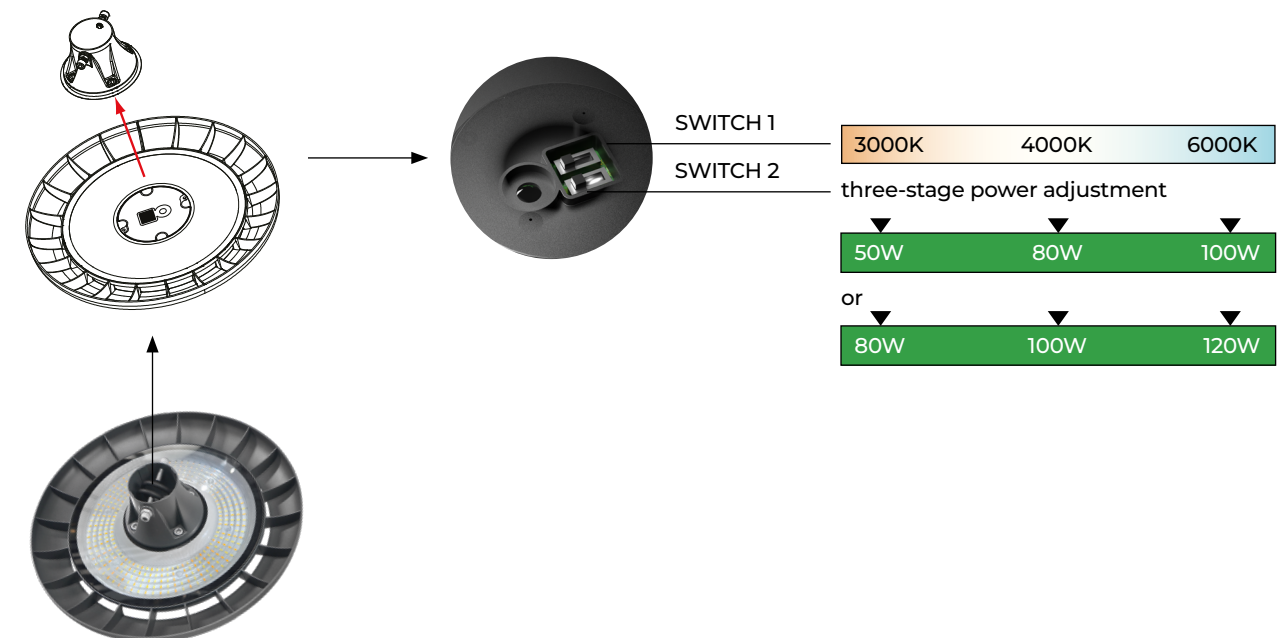 SWITCH 1
SWITCH 2
3000K 4000K 6000K
three-stage power adjustment
50W 80W 100W
or
80W 100W 120W